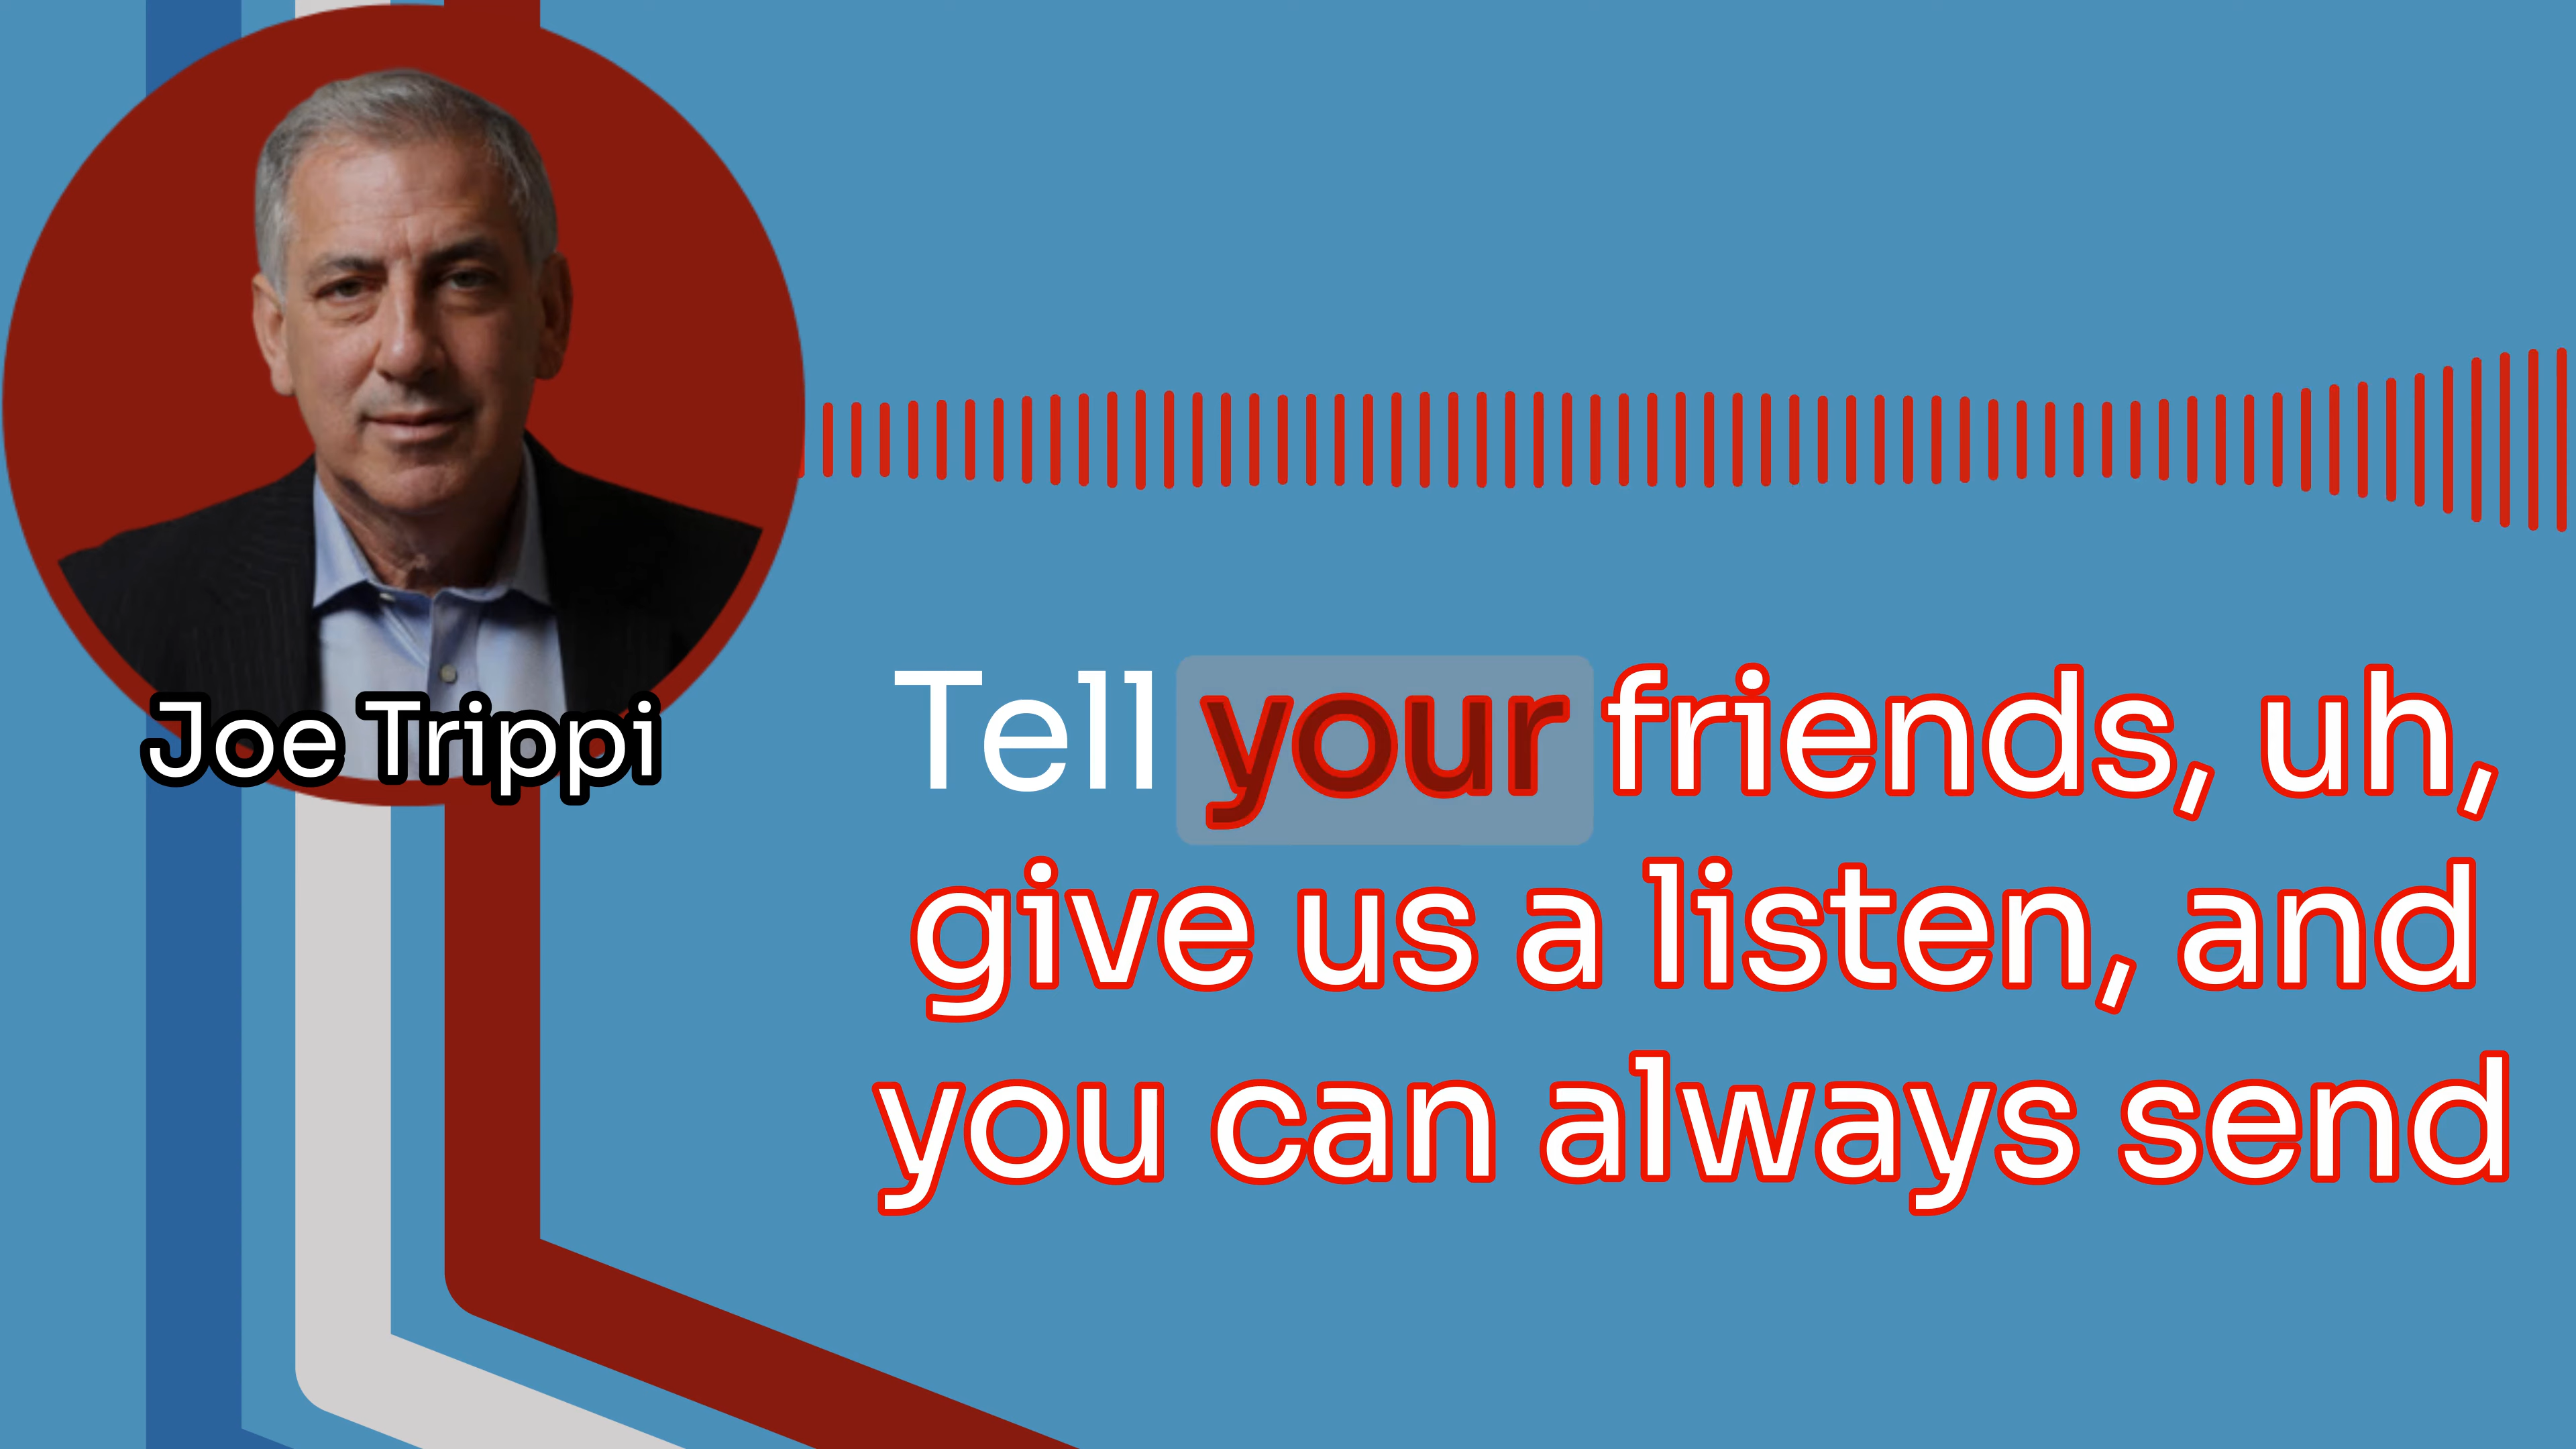 Joe Trippi
Tell your friends, uh,
give us a listen, and
you can always send